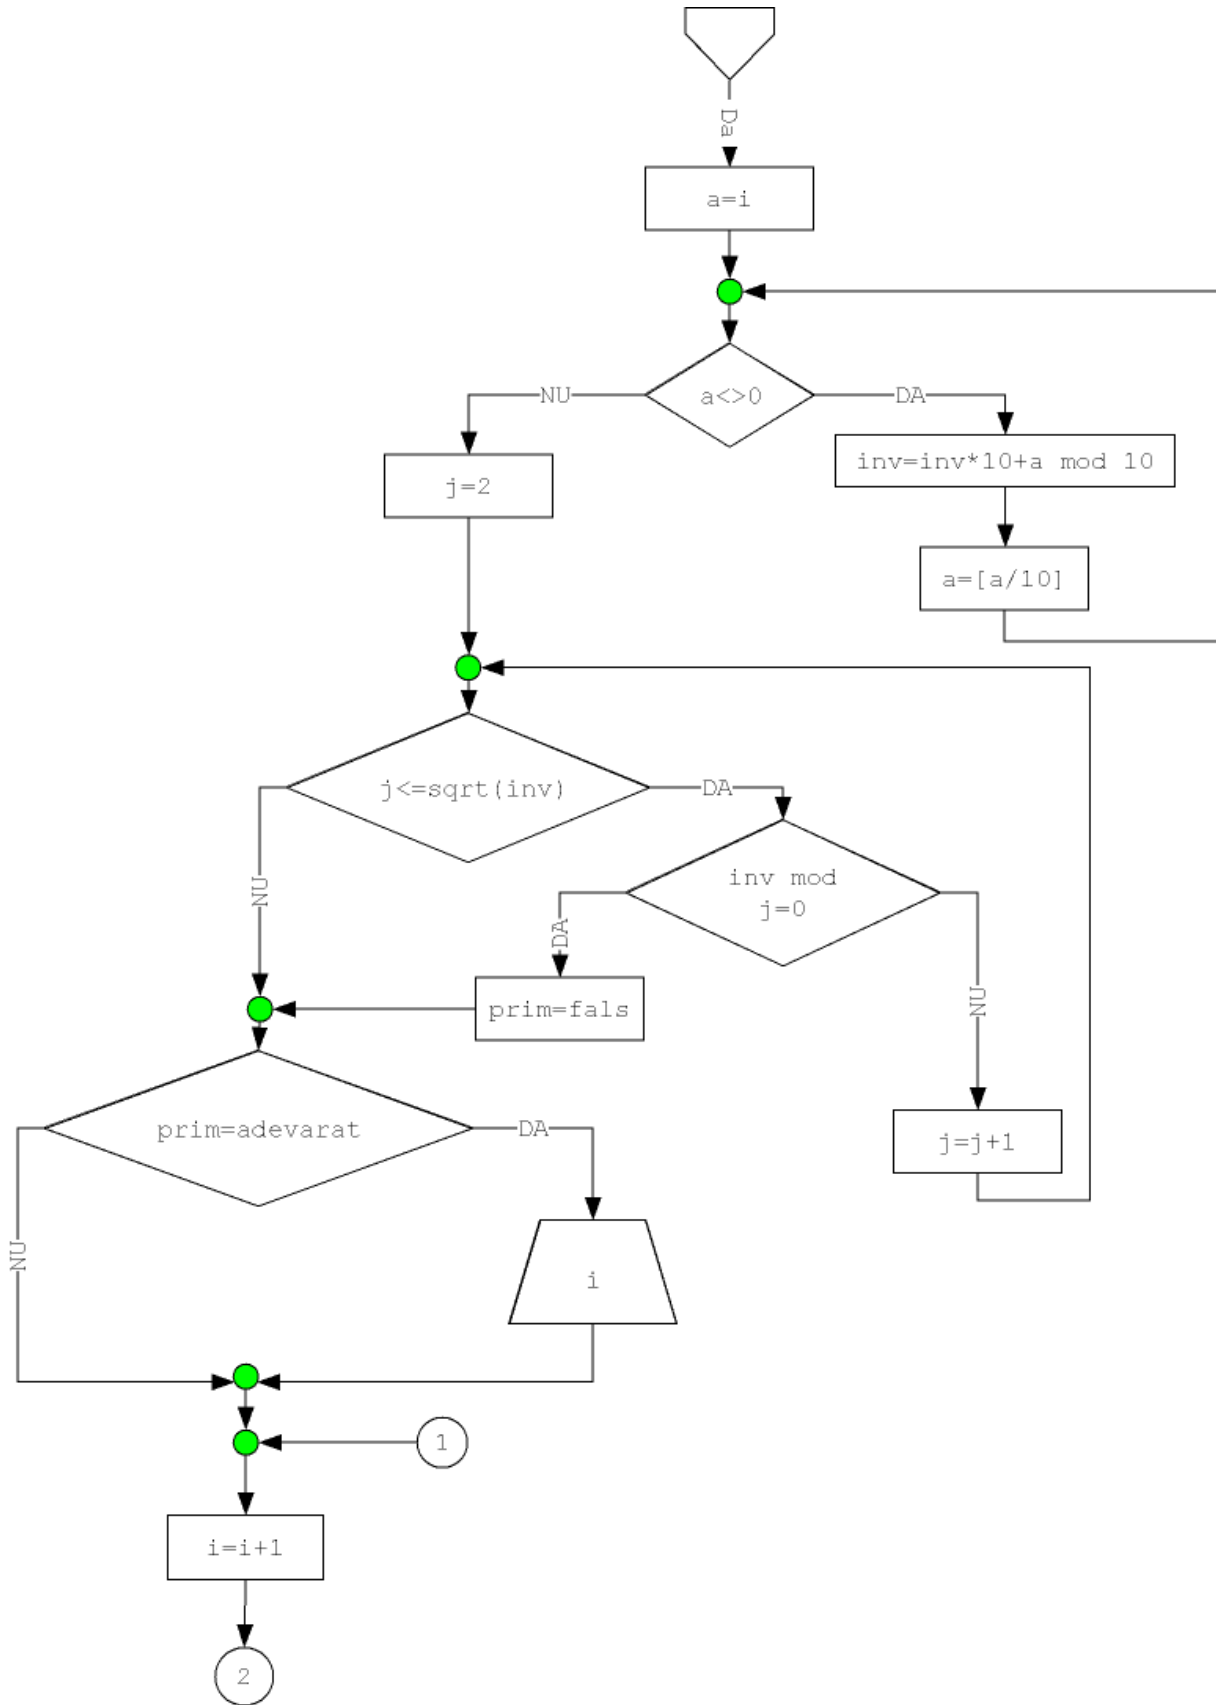 Da
a=i
a<>0
NU
DA
inv=inv*10+a mod 10
j=2
a=[a/10]
j<=sqrt(inv)
DA
NU
inv mod
j=0
DA
NU
prim=fals
prim=adevarat
DA
j=j+1
NU
i
1
i=i+1
2